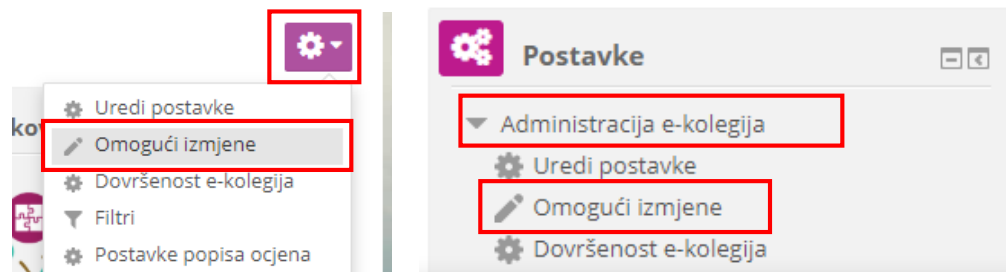 Uredi postavke
Omogući izmjene
Dovršenost e-kolegija
Filtri
Postavke popisa ocjena
Postavke
Administracija e-kolegija
Uredi postavke
Omogući izmjene
Dovršenost e-kolegija